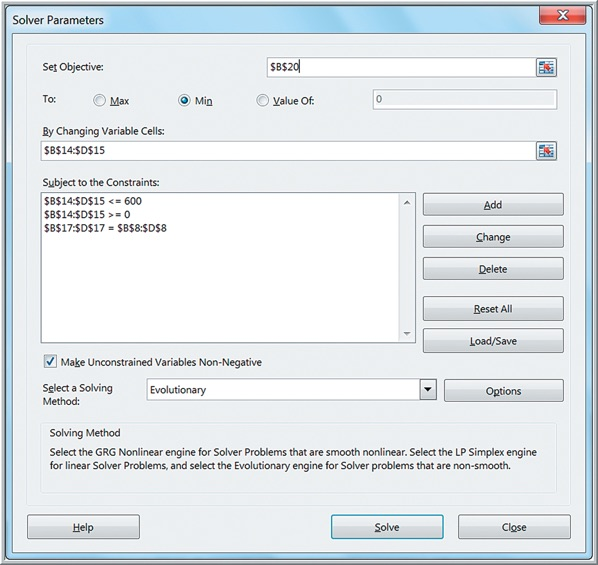 Solver Parameters
Set Objective: $B$20
To: Max Min Value Of: 0
By Changing Variable Cells:
$B$14:$D$15
Subject to the Constraints:
$B$14:$D$15 <= 600
$B$14:$D$15 >= 0
$B$17:$D$17 = $B$8:$D$8
Add
Change
Delete
Reset All
Load/Save
Make Unconstrained Variables Non-Negative
Select a Solving
Method:
Evolutionary
Options
Solving Method
Select the GRG Nonlinear engine for Solver Problems that are smooth nonlinear. Select the LP Simplex engine
for linear Solver Problems, and select the Evolutionary engine for Solver problems that are non-smooth.
Help Solve Close